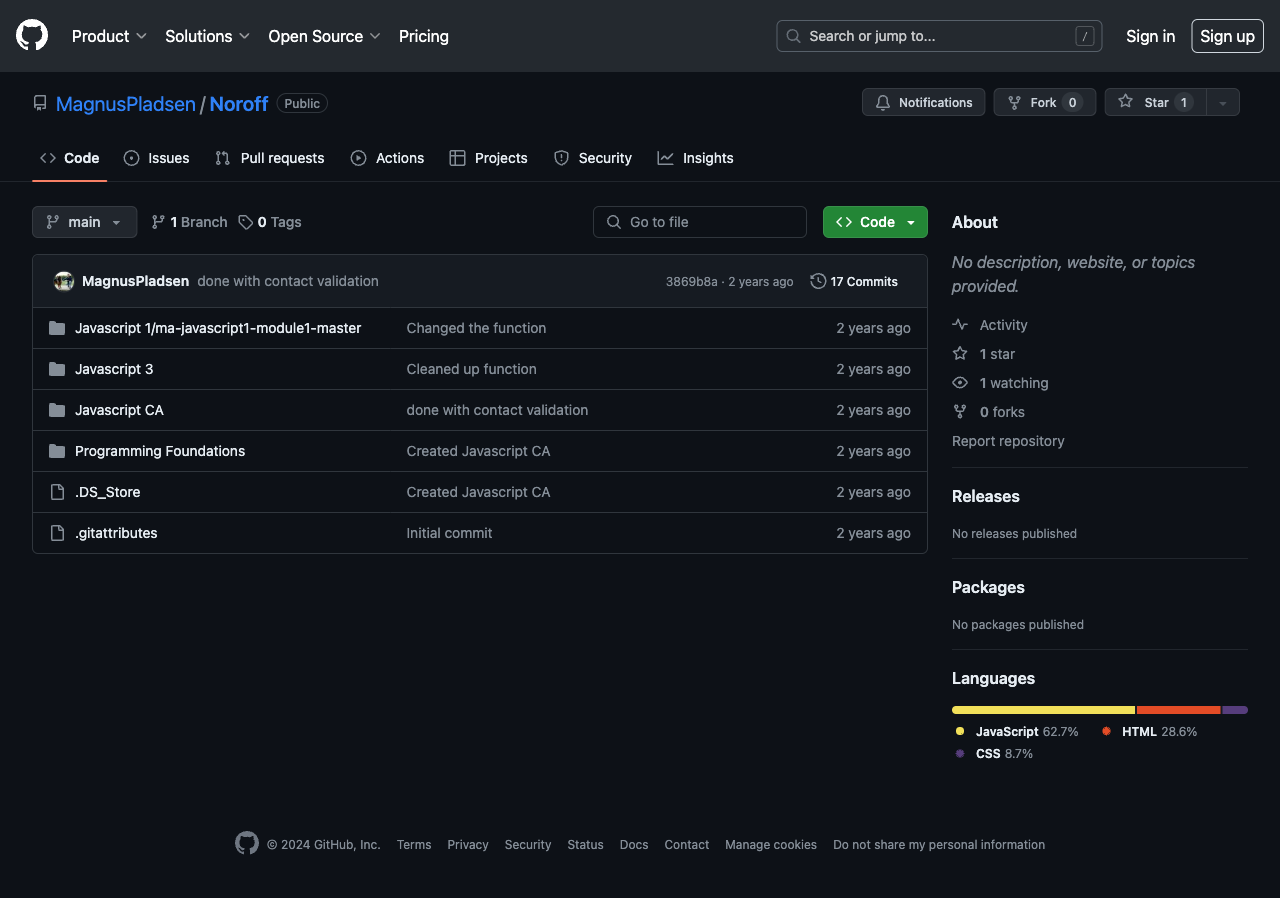 Product Solutions Open Source Pricing Search or jump to... / Sign in Sign up
MagnusPladsen / Noroff Public Notifications Fork 0 Star 1
Code Issues Pull requests Actions Projects Security Insights
main 1 Branch 0 Tags Go to file Code
MagnusPladsen done with contact validation 3869b8a · 2 years ago 17 Commits
Javascript 1/ma-javascript1-module1-master Changed the function 2 years ago
Javascript 3 Cleaned up function 2 years ago
Javascript CA done with contact validation 2 years ago
Programming Foundations Created Javascript CA 2 years ago
.DS_Store Created Javascript CA 2 years ago
.gitattributes Initial commit 2 years ago
About
No description, website, or topics
provided.
Activity
1 star
1 watching
0 forks
Report repository
Releases
No releases published
Packages
No packages published
Languages
JavaScript 62.7% HTML 28.6%
CSS 8.7%
© 2024 GitHub, Inc. Terms Privacy Security Status Docs Contact Manage cookies Do not share my personal information